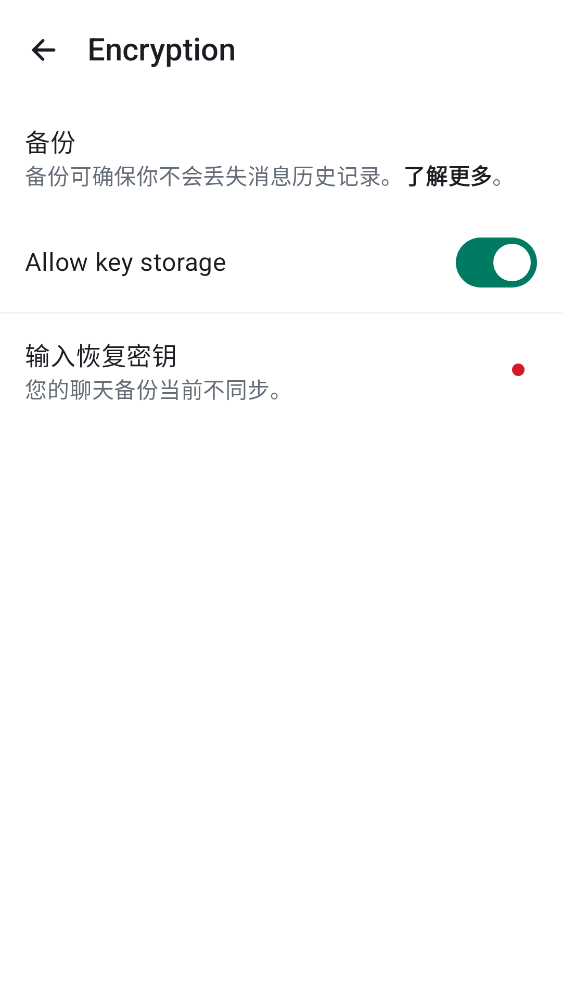 Encryption
备份
备份可确保你不会丢失消息历史记录。了解更多。
Allow key storage
输入恢复密钥
您的聊天备份当前不同步。